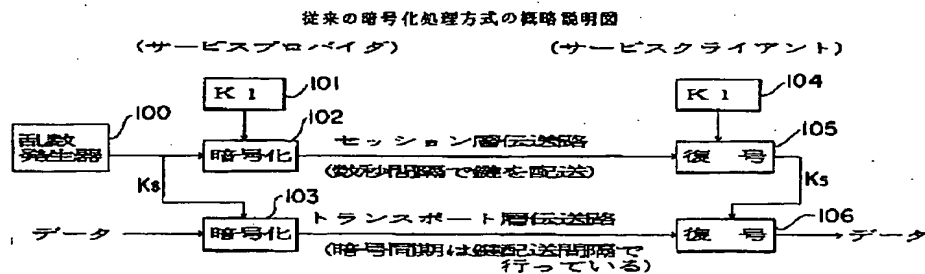 従来の暗号化処理方式の概略説明図
(サービスプロバイダ)
(サービスクライアント)
K1
101
K1
104
100
乱数
発生器
102
暗号化
セッション層伝送路
(数秒間隔で鍵を配送)
105
復 号
Ks
103
Ks
106
データ
暗号化
トランスポート層伝送路
(暗号同期は鍵配送間隔で
行っている)
復 号
データ